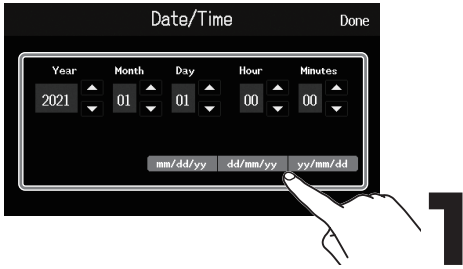 Date/Time Done
Year Month Day Hour Minutes
2021 01 01 00 00
mm/dd/yy dd/mm/yy yy/mm/dd
1